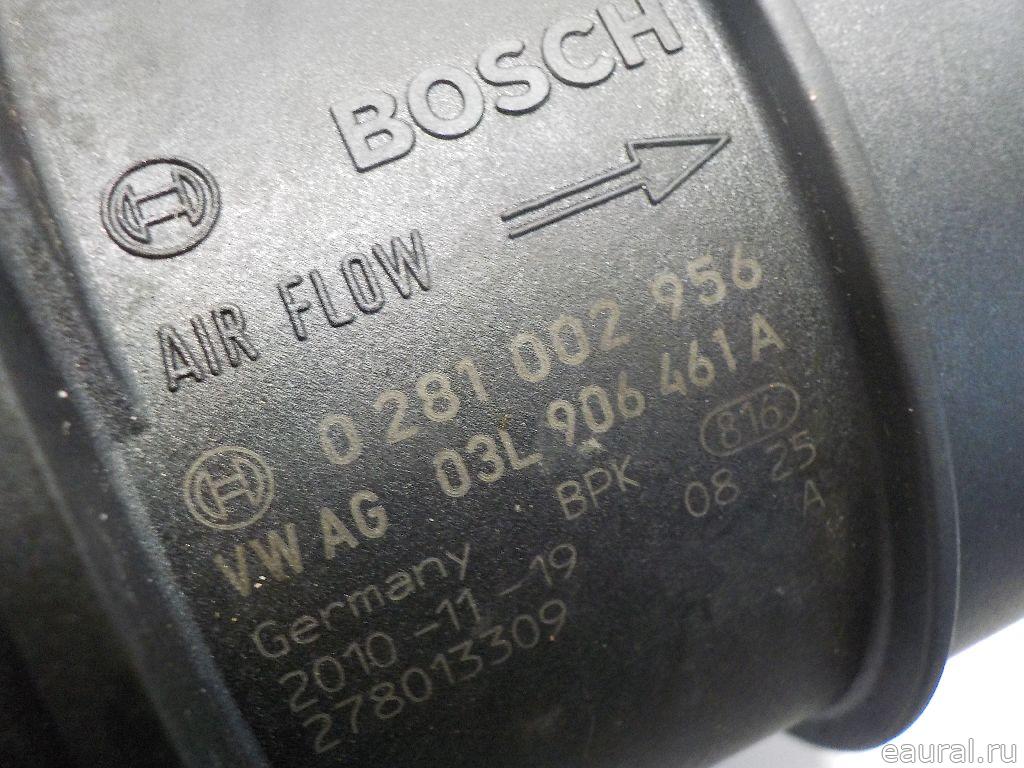 BOSCH
AIR FLOW
0 281 002 956
VW AG 03L 906 461 A
BPK 816
Germany 08 25
2010-11-19 A
278013309
eaural.ru